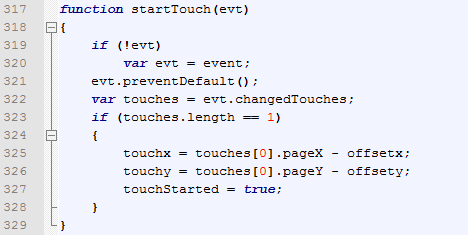 317 function startTouch(evt)
318 {
319     if (!evt)
320         var evt = event;
321     evt.preventDefault();
322     var touches = evt.changedTouches;
323     if (touches.length == 1)
324     {
325         touchx = touches[0].pageX - offsetx;
326         touchy = touches[0].pageY - offsety;
327         touchStarted = true;
328     }
329 }